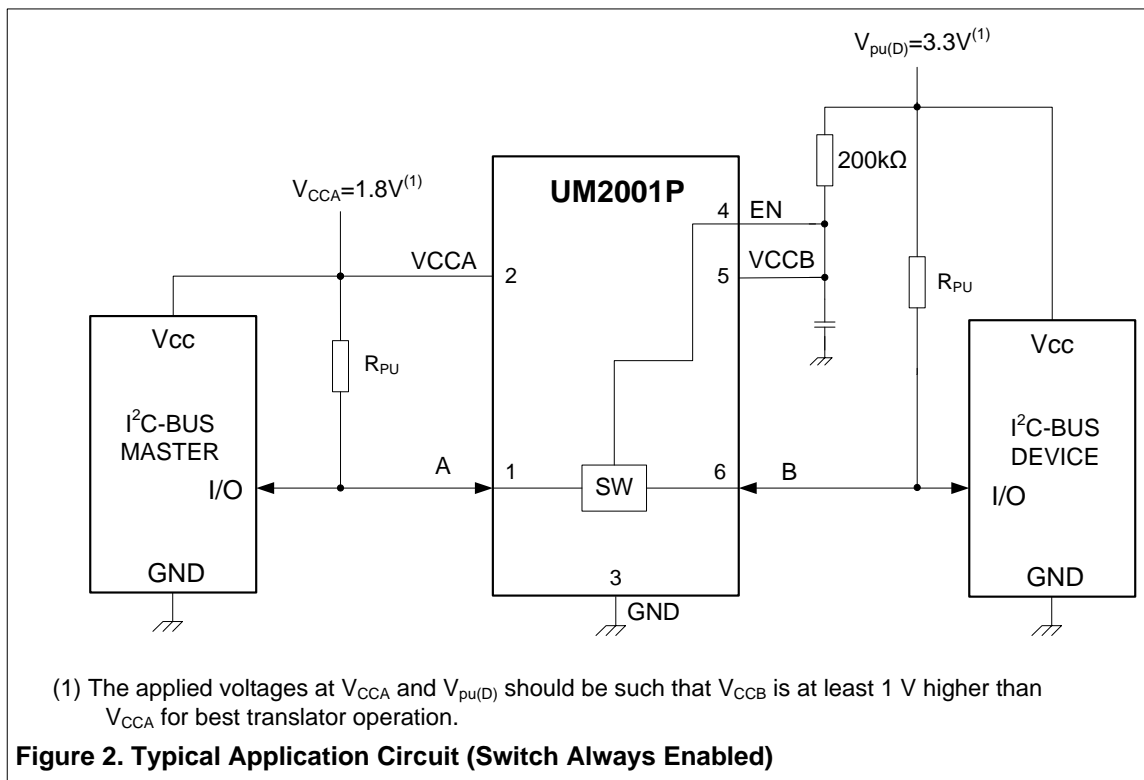 V_pu(D)=3.3V(1)
200kΩ
V_CCA=1.8V(1)
UM2001P
4 EN
VCCA
2
VCCB
5
R_PU
Vcc
R_PU
Vcc
I²C-BUS
MASTER
I²C-BUS
DEVICE
A
1
SW
6
B
I/O
I/O
GND
3
GND
GND
(1) The applied voltages at V_CCA and V_pu(D) should be such that V_CCB is at least 1 V higher than
V_CCA for best translator operation.
Figure 2. Typical Application Circuit (Switch Always Enabled)